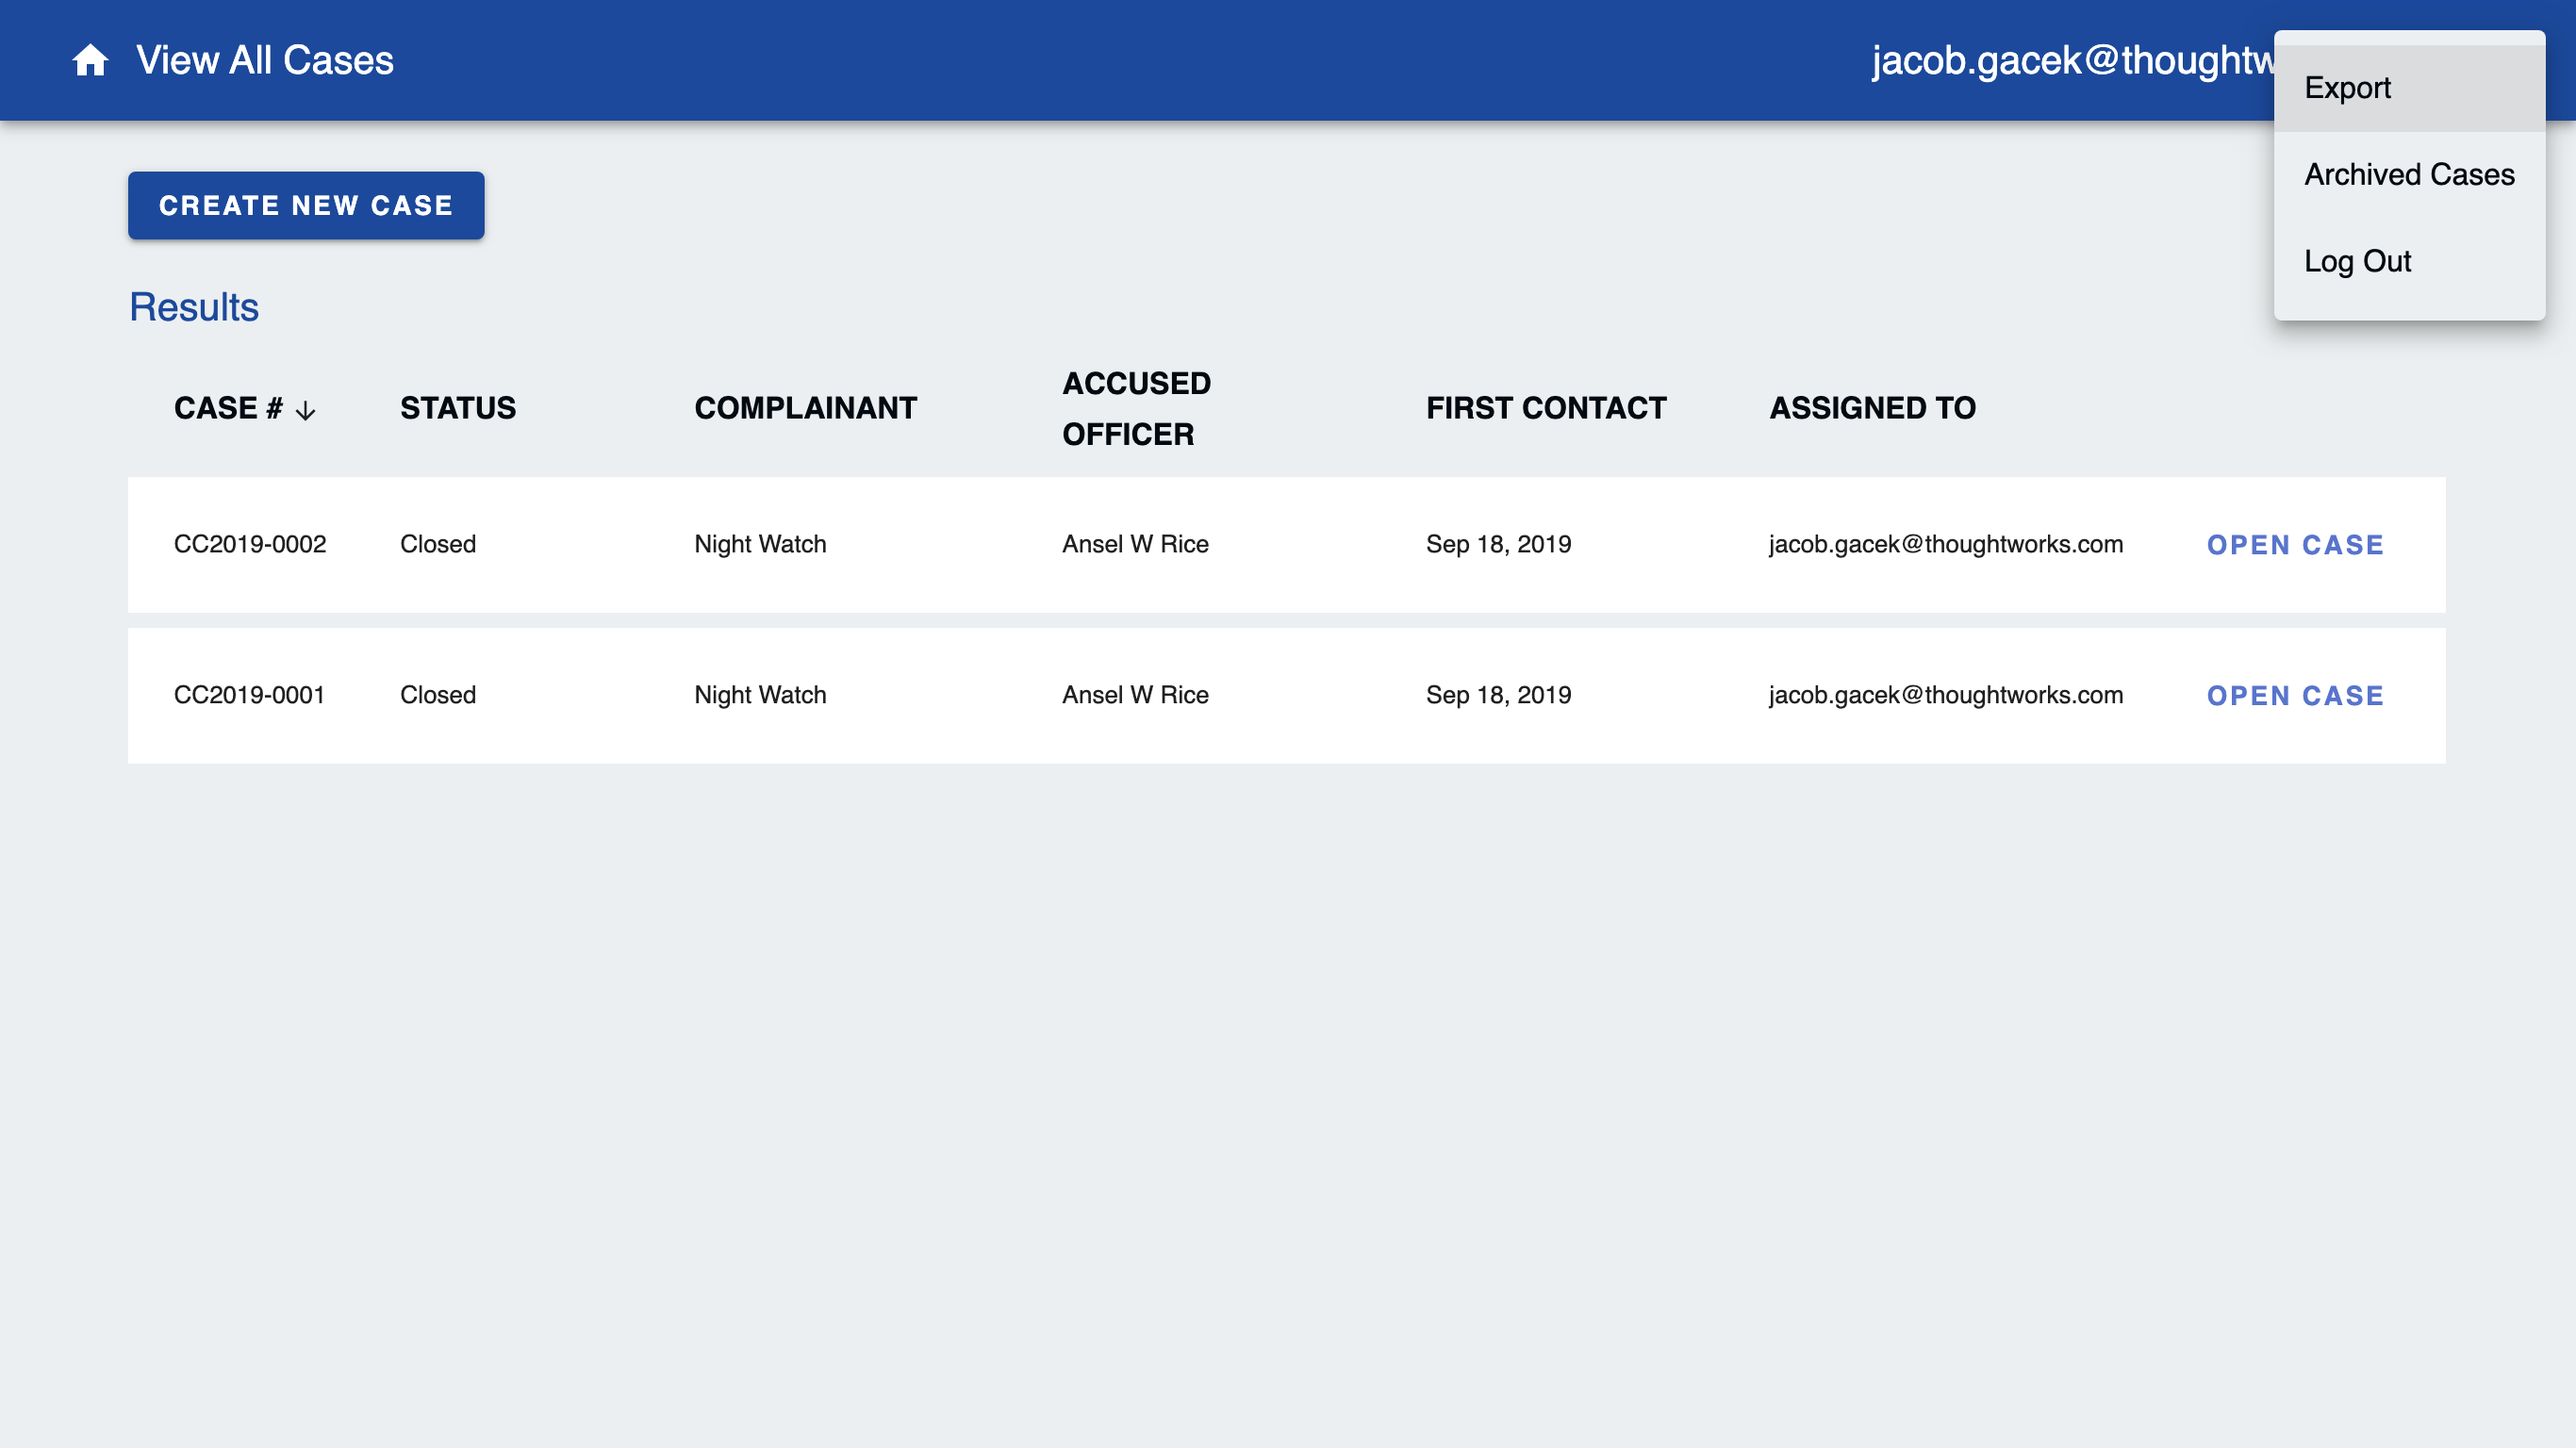 View All Cases
jacob.gacek@thoughtw
Export
Archived Cases
Log Out
CREATE NEW CASE
Results
CASE # ↓ STATUS COMPLAINANT ACCUSED OFFICER FIRST CONTACT ASSIGNED TO
CC2019-0002 Closed Night Watch Ansel W Rice Sep 18, 2019 jacob.gacek@thoughtworks.com OPEN CASE
CC2019-0001 Closed Night Watch Ansel W Rice Sep 18, 2019 jacob.gacek@thoughtworks.com OPEN CASE